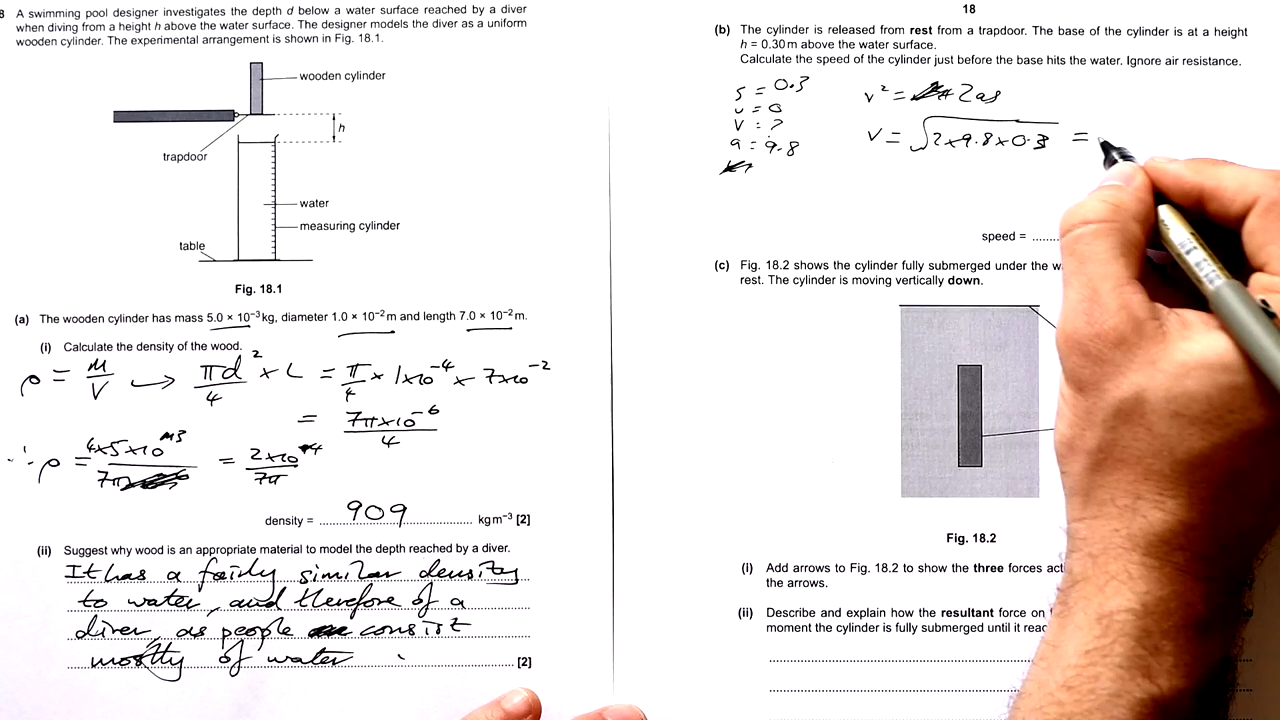 8 A swimming pool designer investigates the depth d below a water surface reached by a diver
when diving from a height h above the water surface. The designer models the diver as a uniform
wooden cylinder. The experimental arrangement is shown in Fig. 18.1.
wooden cylinder
h
trapdoor
water
measuring cylinder
table
Fig. 18.1
(a) The wooden cylinder has mass 5.0 × 10⁻³ kg, diameter 1.0 × 10⁻² m and length 7.0 × 10⁻² m.
(i) Calculate the density of the wood.
ρ = M/V → πd²/4 × L = π/4 × 1×10⁻⁴ × 7×10⁻²
= 7π×10⁻⁶/4
∴ ρ = 4×5×10³/7π = 2×10⁴/7π
density = 909 kg m⁻³ [2]
(ii) Suggest why wood is an appropriate material to model the depth reached by a diver.
It has a fairly similar density
to water, and therefore of a
diver, as people consist
mostly of water [2]
18
(b) The cylinder is released from rest from a trapdoor. The base of the cylinder is at a height
h = 0.30 m above the water surface.
Calculate the speed of the cylinder just before the base hits the water. Ignore air resistance.
s = 0.3
u = 0
v = ?
a = 9.8
v² = 2as
v = √2×9.8×0.3 =
speed = ........
(c) Fig. 18.2 shows the cylinder fully submerged under the w
rest. The cylinder is moving vertically down.
Fig. 18.2
(i) Add arrows to Fig. 18.2 to show the three forces act
the arrows.
(ii) Describe and explain how the resultant force on
moment the cylinder is fully submerged until it reac